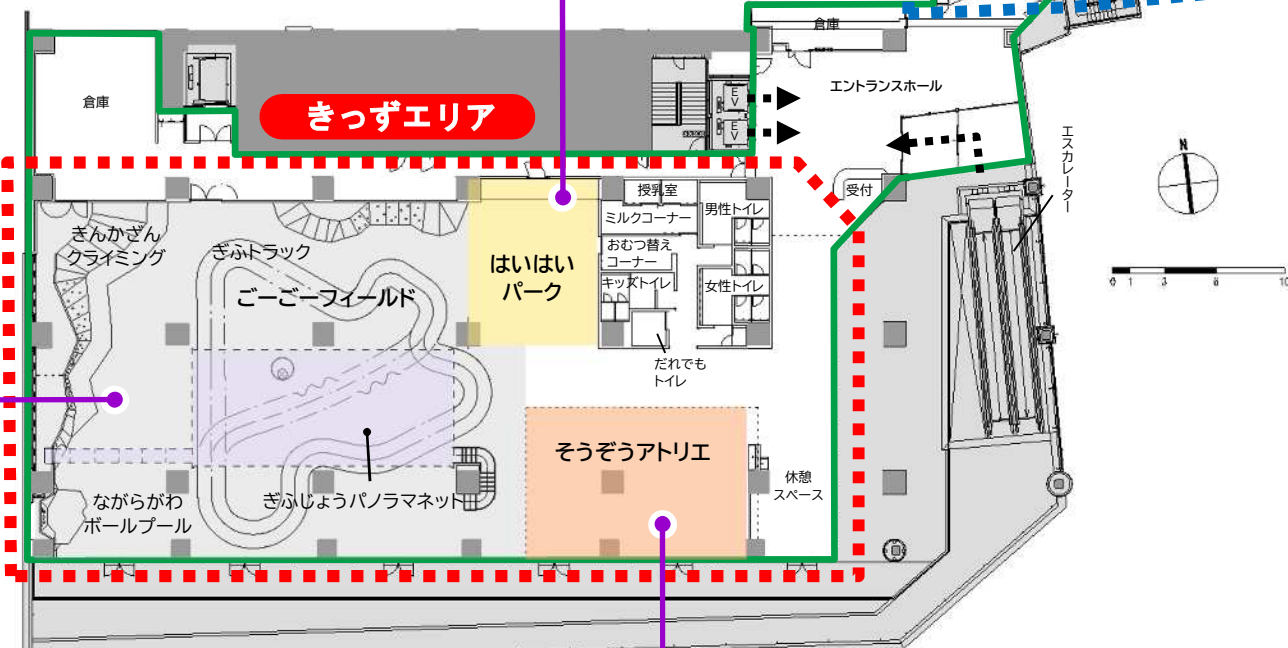 倉庫
倉庫
エントランスホール
きっずエリア
EV
EV
エスカレーター
N
受付
授乳室
ミルクコーナー
男性トイレ
おむつ替え
コーナー
キッズトイレ
女性トイレ
だれでも
トイレ
きんかざん
クライミング
ぎふトラック
ごーごーフィールド
はいはい
パーク
そうぞうアトリエ
休憩
スペース
ながらがわ
ボールプール
ぎふじょうパノラマネット
0 1 3 6 10